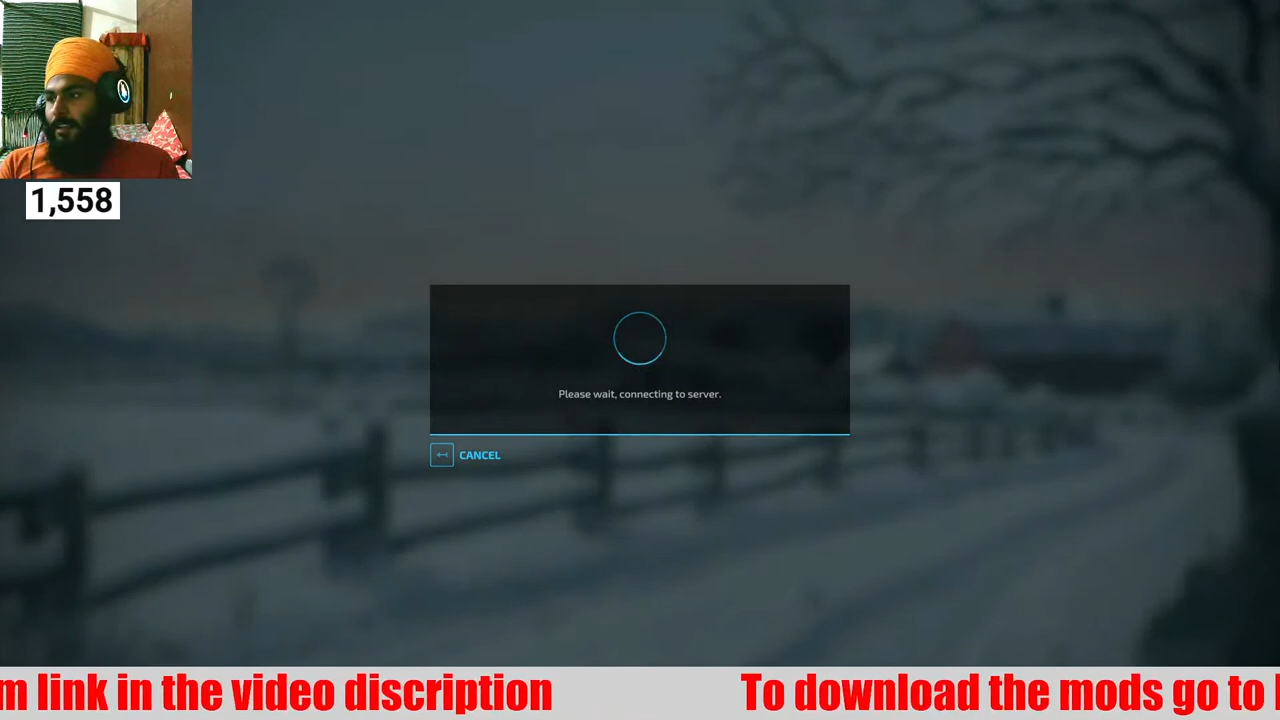 1,558
Please wait, connecting to server.
CANCEL
link in the video discription
To download the mods go to